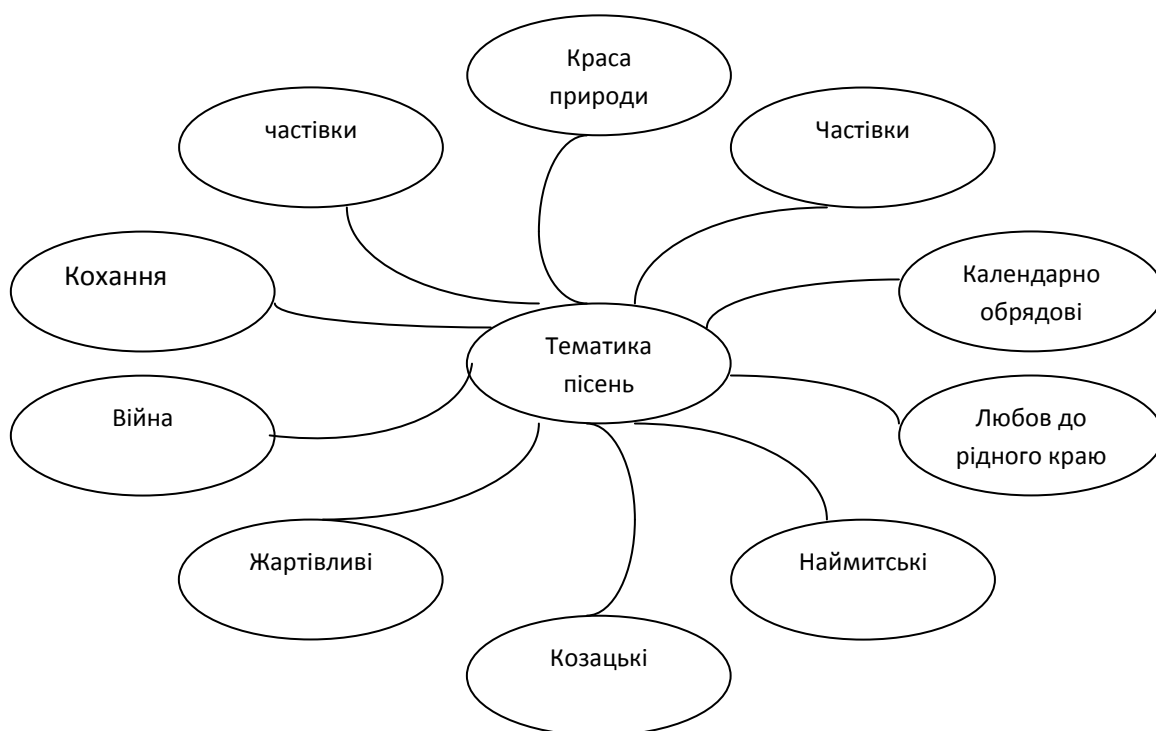 Краса
природи
частівки
Частівки
Кохання
Календарно
обрядові
Тематика
пісень
Війна
Любов до
рідного краю
Жартівливі
Наймитські
Козацькі